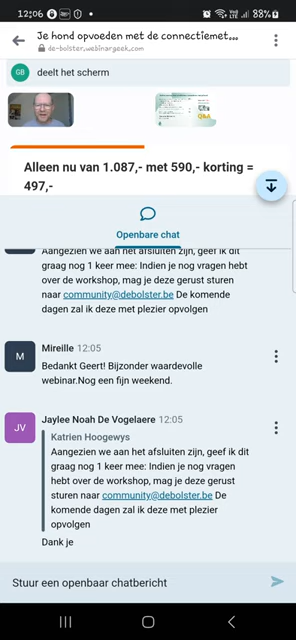 12:06
VoLTE
LTE
88%
Je hond opvoeden met de connectiemet...
de-bolster.webinargeek.com
GB deelt het scherm
Q&A
Alleen nu van 1.087,- met 590,- korting =
497,-
Openbare chat
Aangezien we aan het afsluiten zijn, geef ik dit
graag nog 1 keer mee: Indien je nog vragen hebt
over de workshop, mag je deze gerust sturen
naar community@debolster.be De komende
dagen zal ik deze met plezier opvolgen
M
Mireille 12:05
Bedankt Geert! Bijzonder waardevolle
webinar.Nog een fijn weekend.
JV
Jaylee Noah De Vogelaere 12:05
Katrien Hoogewys
Aangezien we aan het afsluiten zijn, geef ik dit
graag nog 1 keer mee: Indien je nog vragen
hebt over de workshop, mag je deze gerust
sturen naar community@debolster.be De
komende dagen zal ik deze met plezier
opvolgen
Dank je
Stuur een openbaar chatbericht